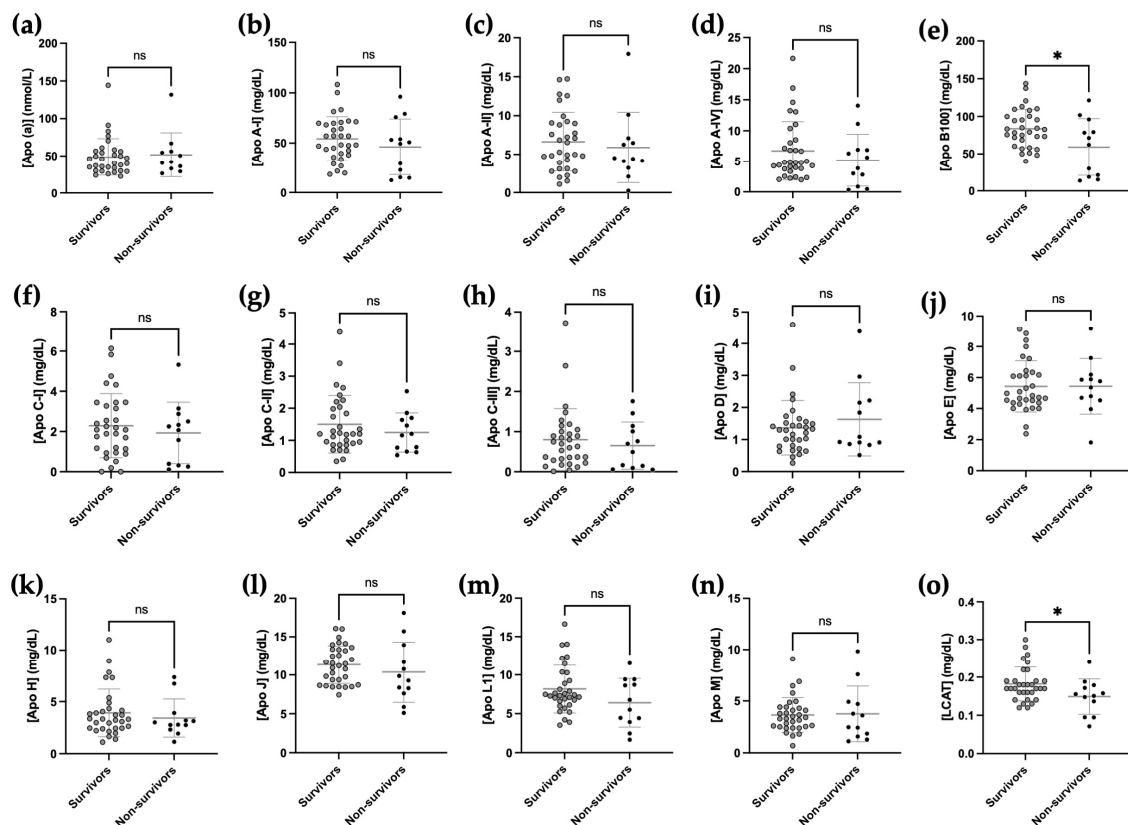 (a)
[Apo (a)] (nmol/L)
200
150
100
50
0
ns
Survivors
Non-survivors
(b)
[Apo A-I] (mg/dL)
150
100
50
0
ns
Survivors
Non-survivors
(c)
[Apo A-II] (mg/dL)
20
15
10
5
0
ns
Survivors
Non-survivors
(d)
[Apo A-IV] (mg/dL)
25
20
15
10
5
0
ns
Survivors
Non-survivors
(e)
[Apo B100] (mg/dL)
200
150
100
50
0
*
Survivors
Non-survivors
(f)
[Apo C-I] (mg/dL)
8
6
4
2
0
ns
Survivors
Non-survivors
(g)
[Apo C-II] (mg/dL)
5
4
3
2
1
0
ns
Survivors
Non-survivors
(h)
[Apo C-III] (mg/dL)
4
3
2
1
0
ns
Survivors
Non-survivors
(i)
[Apo D] (mg/dL)
5
4
3
2
1
0
ns
Survivors
Non-survivors
(j)
[Apo E] (mg/dL)
10
8
6
4
2
0
ns
Survivors
Non-survivors
(k)
[Apo H] (mg/dL)
15
10
5
0
ns
Survivors
Non-survivors
(l)
[Apo J] (mg/dL)
20
15
10
5
0
ns
Survivors
Non-survivors
(m)
[Apo L1] (mg/dL)
20
15
10
5
0
ns
Survivors
Non-survivors
(n)
[Apo M] (mg/dL)
15
10
5
0
ns
Survivors
Non-survivors
(o)
[LCAT] (mg/dL)
0.4
0.3
0.2
0.1
0.0
*
Survivors
Non-survivors